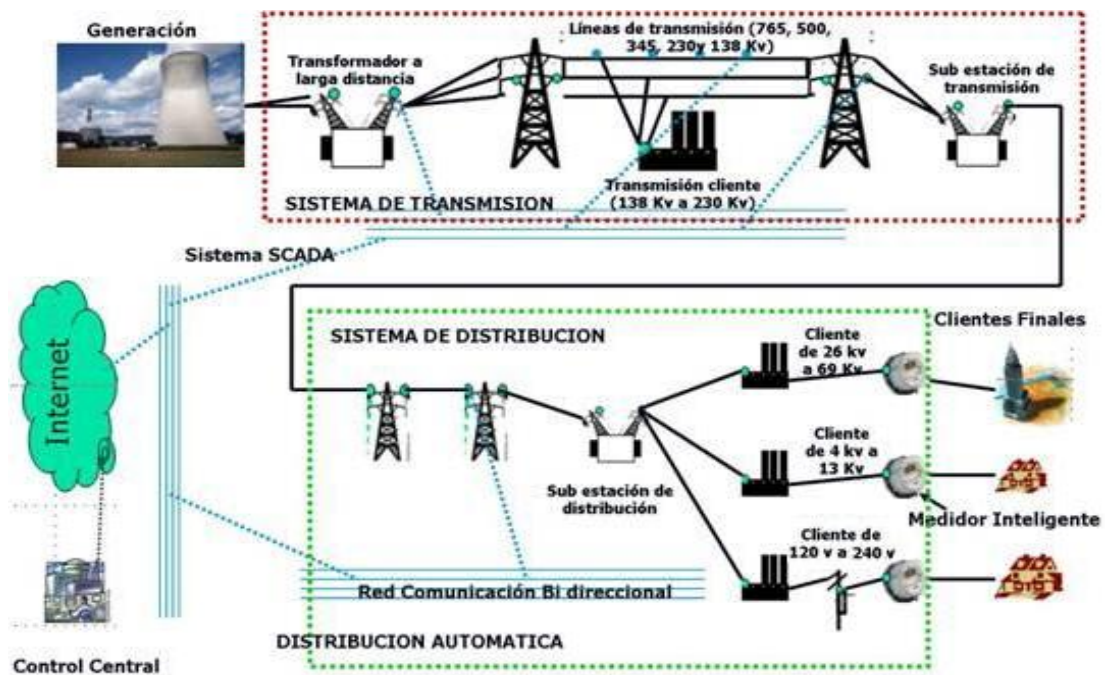 Generación
Líneas de transmisión (765, 500,
345, 230y 138 Kv)
Transformador a
larga distancia
Sub estación de
transmisión
Transmisión cliente
(138 Kv a 230 Kv)
SISTEMA DE TRANSMISION
Sistema SCADA
Internet
SISTEMA DE DISTRIBUCION
Cliente
de 26 kv
a 69 Kv
Clientes Finales
Cliente
de 4 kv a
13 Kv
Sub estación de
distribución
Medidor Inteligente
Cliente de
120 v a 240 v
Red Comunicación Bi direccional
DISTRIBUCION AUTOMATICA
Control Central